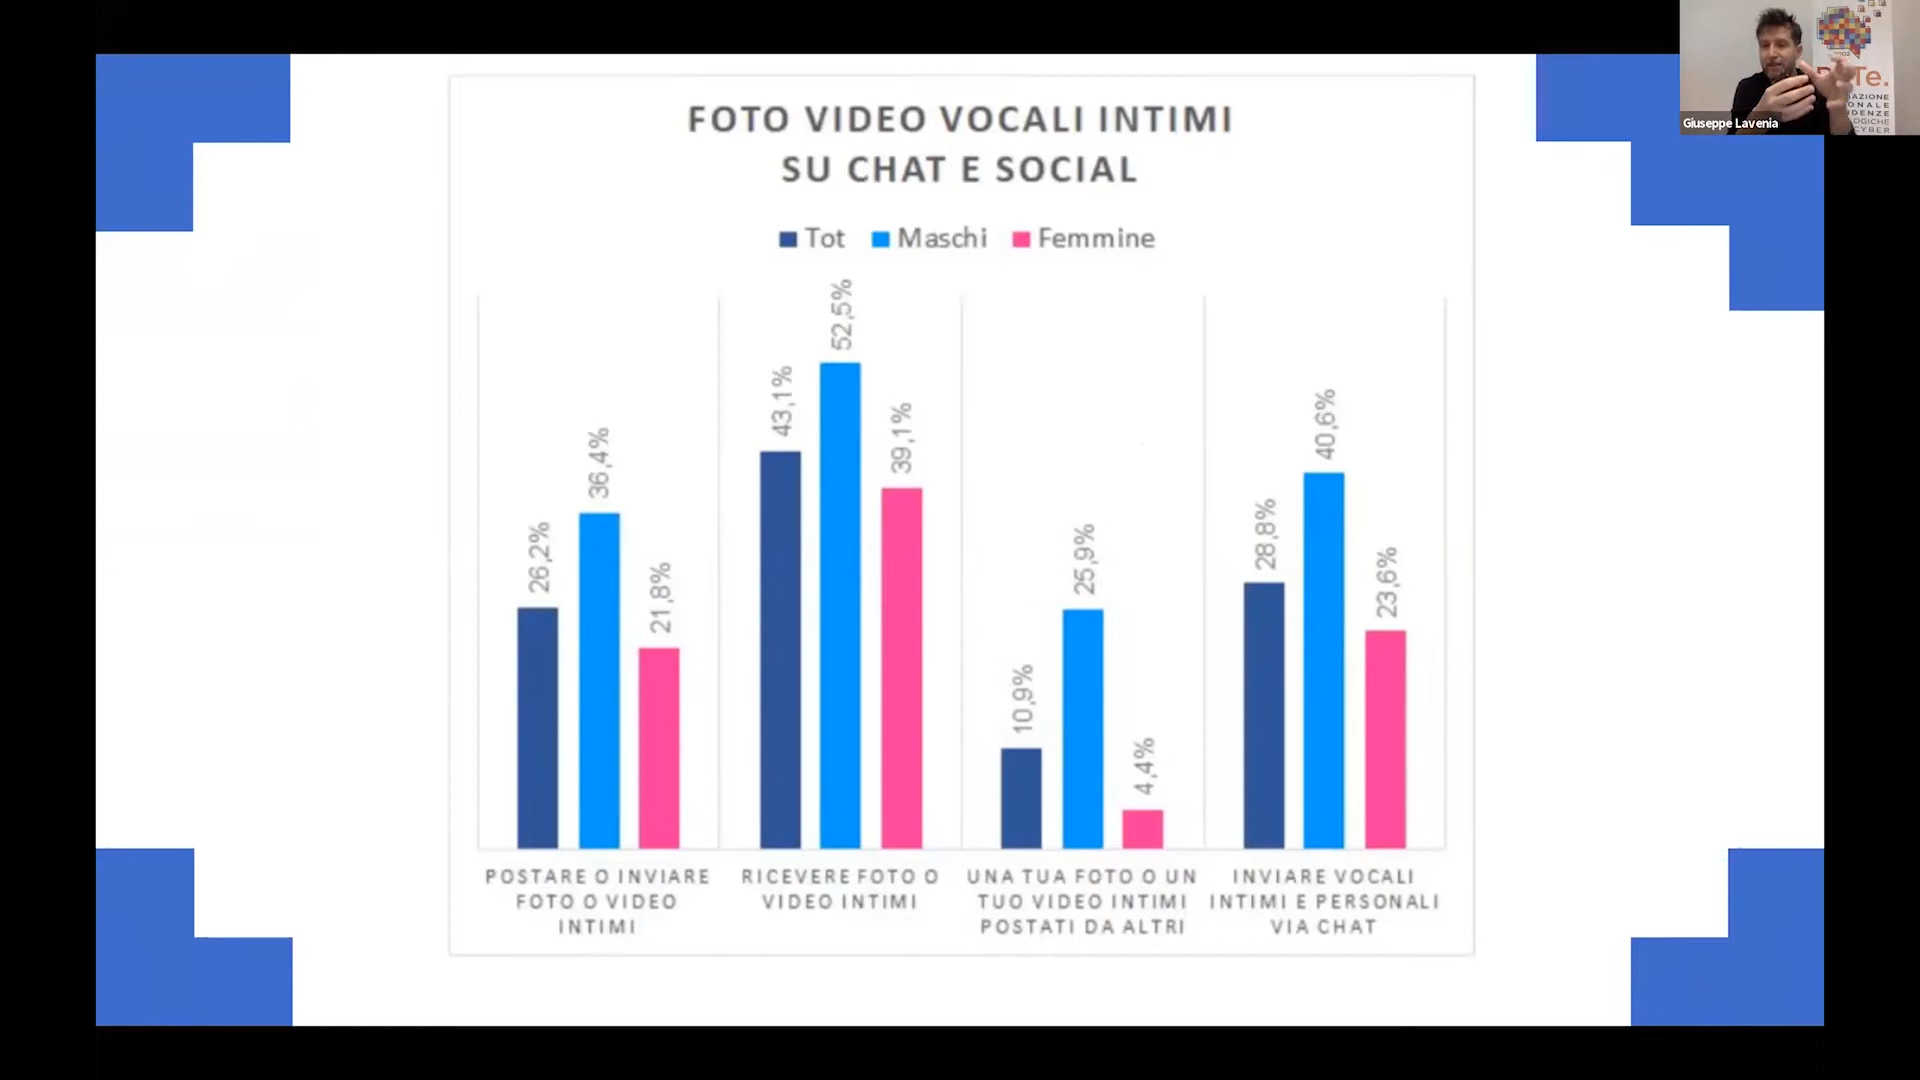 FOTO VIDEO VOCALI INTIMI
SU CHAT E SOCIAL
Tot Maschi Femmine
26,2%
36,4%
21,8%
43,1%
52,5%
39,1%
10,9%
25,9%
4,4%
28,8%
40,6%
23,6%
POSTARE O INVIARE
FOTO O VIDEO
INTIMI
RICEVERE FOTO O
VIDEO INTIMI
UNA TUA FOTO O UN
TUO VIDEO INTIMI
POSTATI DA ALTRI
INVIARE VOCALI
INTIMI E PERSONALI
VIA CHAT
Giuseppe Lavenia
Te.
CYBER